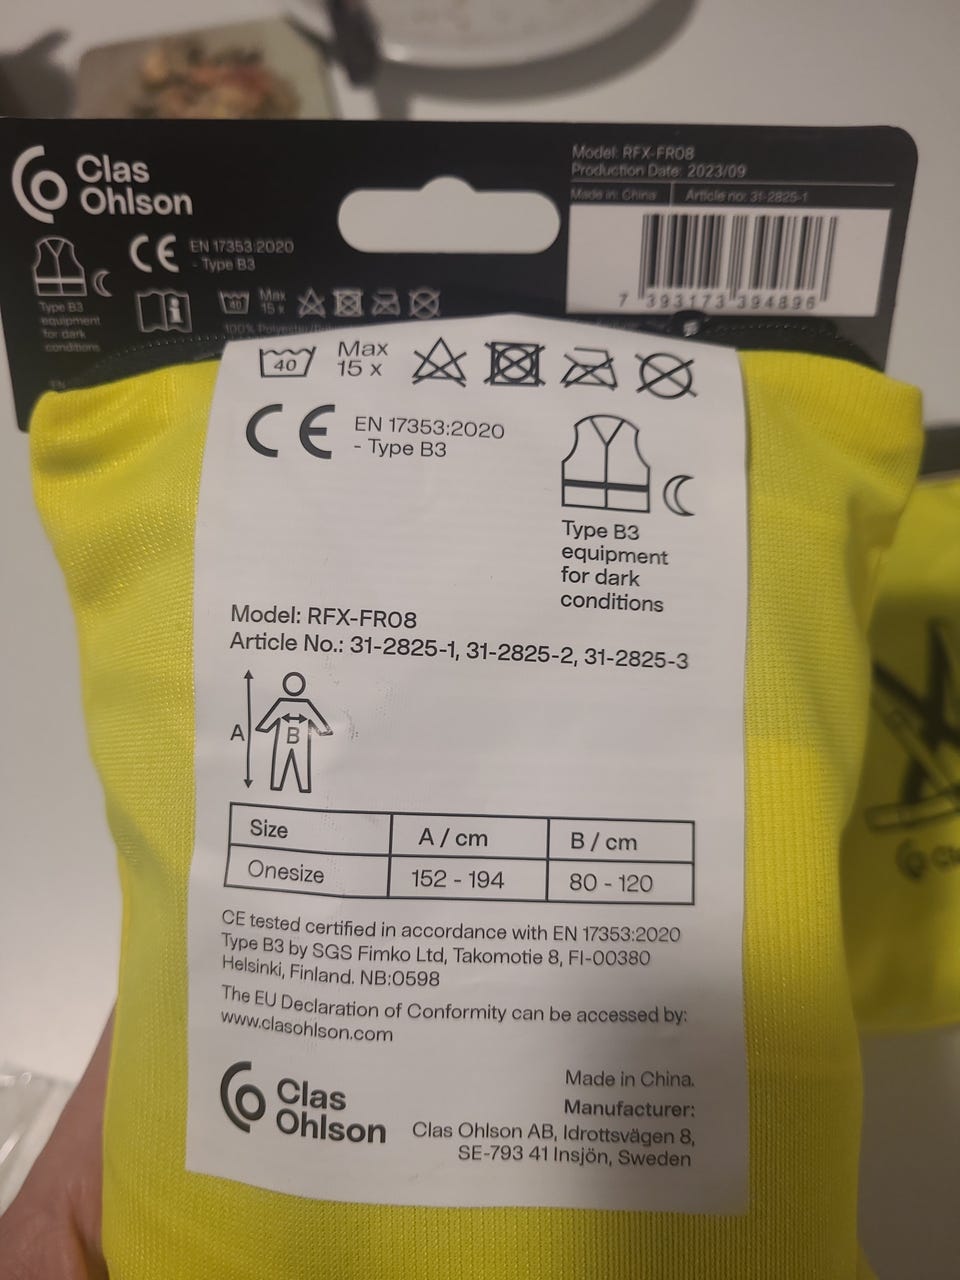 Clas
Ohlson
Model: RFX-FR08
Production Date: 2023/09
Made in: China
Article no: 31-2825-1
7 393173 394896
CE
EN 17353:2020
- Type B3
Type B3
equipment
for dark
conditions
40
Max
15 x
100% Polyester
EN
40
Max
15 x
CE
EN 17353:2020
- Type B3
Type B3
equipment
for dark
conditions
Model: RFX-FR08
Article No.: 31-2825-1, 31-2825-2, 31-2825-3
A
B
Size A / cm B / cm
Onesize 152 - 194 80 - 120
CE tested certified in accordance with EN 17353:2020
Type B3 by SGS Fimko Ltd, Takomotie 8, FI-00380
Helsinki, Finland. NB:0598
The EU Declaration of Conformity can be accessed by:
www.clasohlson.com
Clas
Ohlson
Made in China.
Manufacturer:
Clas Ohlson AB, Idrottsvägen 8,
SE-793 41 Insjön, Sweden